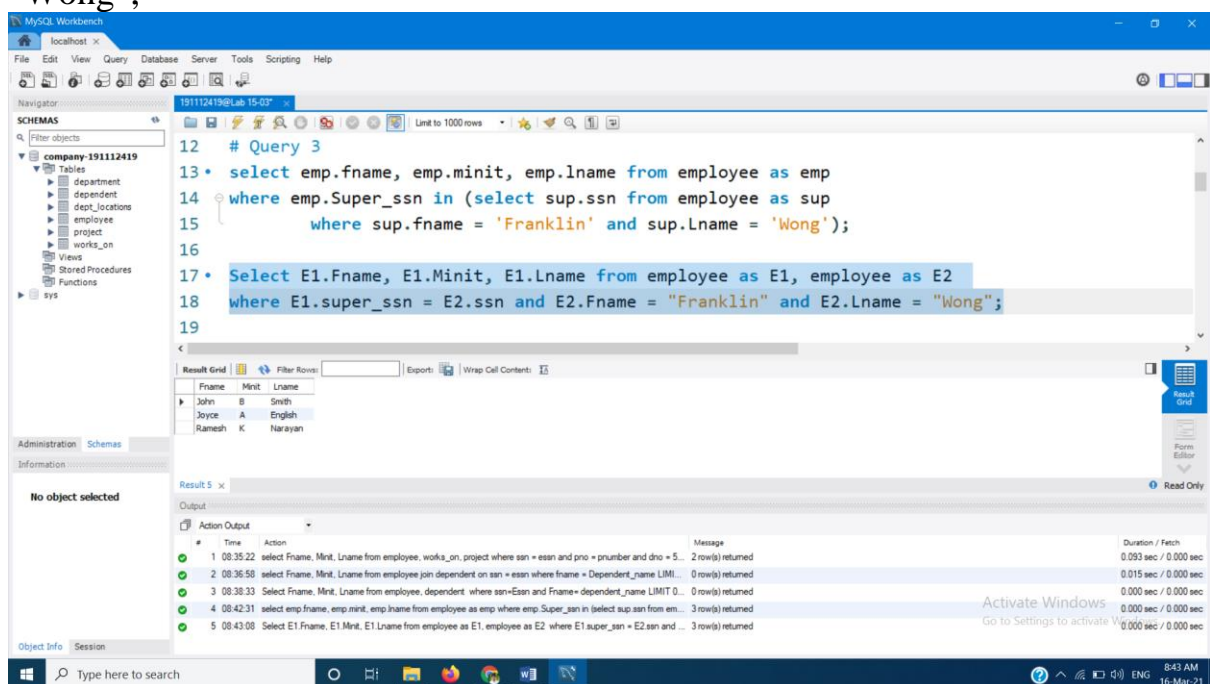 "Wong";
MySQL Workbench
localhost ×
File Edit View Query Database Server Tools Scripting Help
Navigator
SCHEMAS
Filter objects
company-191112419
Tables
department
dependent
dept_locations
employee
project
works_on
Views
Stored Procedures
Functions
sys
Administration Schemas
Information
No object selected
Object Info Session
191112419@Lab 15-03* ×
Limit to 1000 rows
12 # Query 3
13 select emp.fname, emp.minit, emp.lname from employee as emp
14 where emp.Super_ssn in (select sup.ssn from employee as sup
15 where sup.fname = 'Franklin' and sup.Lname = 'Wong');
16
17 Select E1.Fname, E1.Minit, E1.Lname from employee as E1, employee as E2
18 where E1.super_ssn = E2.ssn and E2.Fname = "Franklin" and E2.Lname = "Wong";
19
Result Grid Filter Rows: Export: Wrap Cell Content:
Fname Minit Lname
John B Smith
Joyce A English
Ramesh K Narayan
Result Grid
Form Editor
Result 5 × Read Only
Output
Action Output
# Time Action Message Duration / Fetch
1 08:35:22 select Fname, Minit, Lname from employee, works_on, project where ssn = essn and pno = pnumber and dno = 5... 2 row(s) returned 0.093 sec / 0.000 sec
2 08:36:58 select Fname, Minit, Lname from employee join dependent on ssn = essn where fname = Dependent_name LIMI... 0 row(s) returned 0.015 sec / 0.000 sec
3 08:38:33 Select Fname, Minit, Lname from employee, dependent where ssn=Essn and Fname= dependent_name LIMIT 0... 0 row(s) returned 0.000 sec / 0.000 sec
4 08:42:31 select emp.fname, emp.minit, emp.lname from employee as emp where emp.Super_ssn in (select sup.ssn from em... 3 row(s) returned 0.000 sec / 0.000 sec
5 08:43:08 Select E1.Fname, E1.Minit, E1.Lname from employee as E1, employee as E2 where E1.super_ssn = E2.ssn and ... 3 row(s) returned 0.000 sec / 0.000 sec
Activate Windows
Go to Settings to activate
Type here to search
ENG
8:43 AM
16-Mar-21